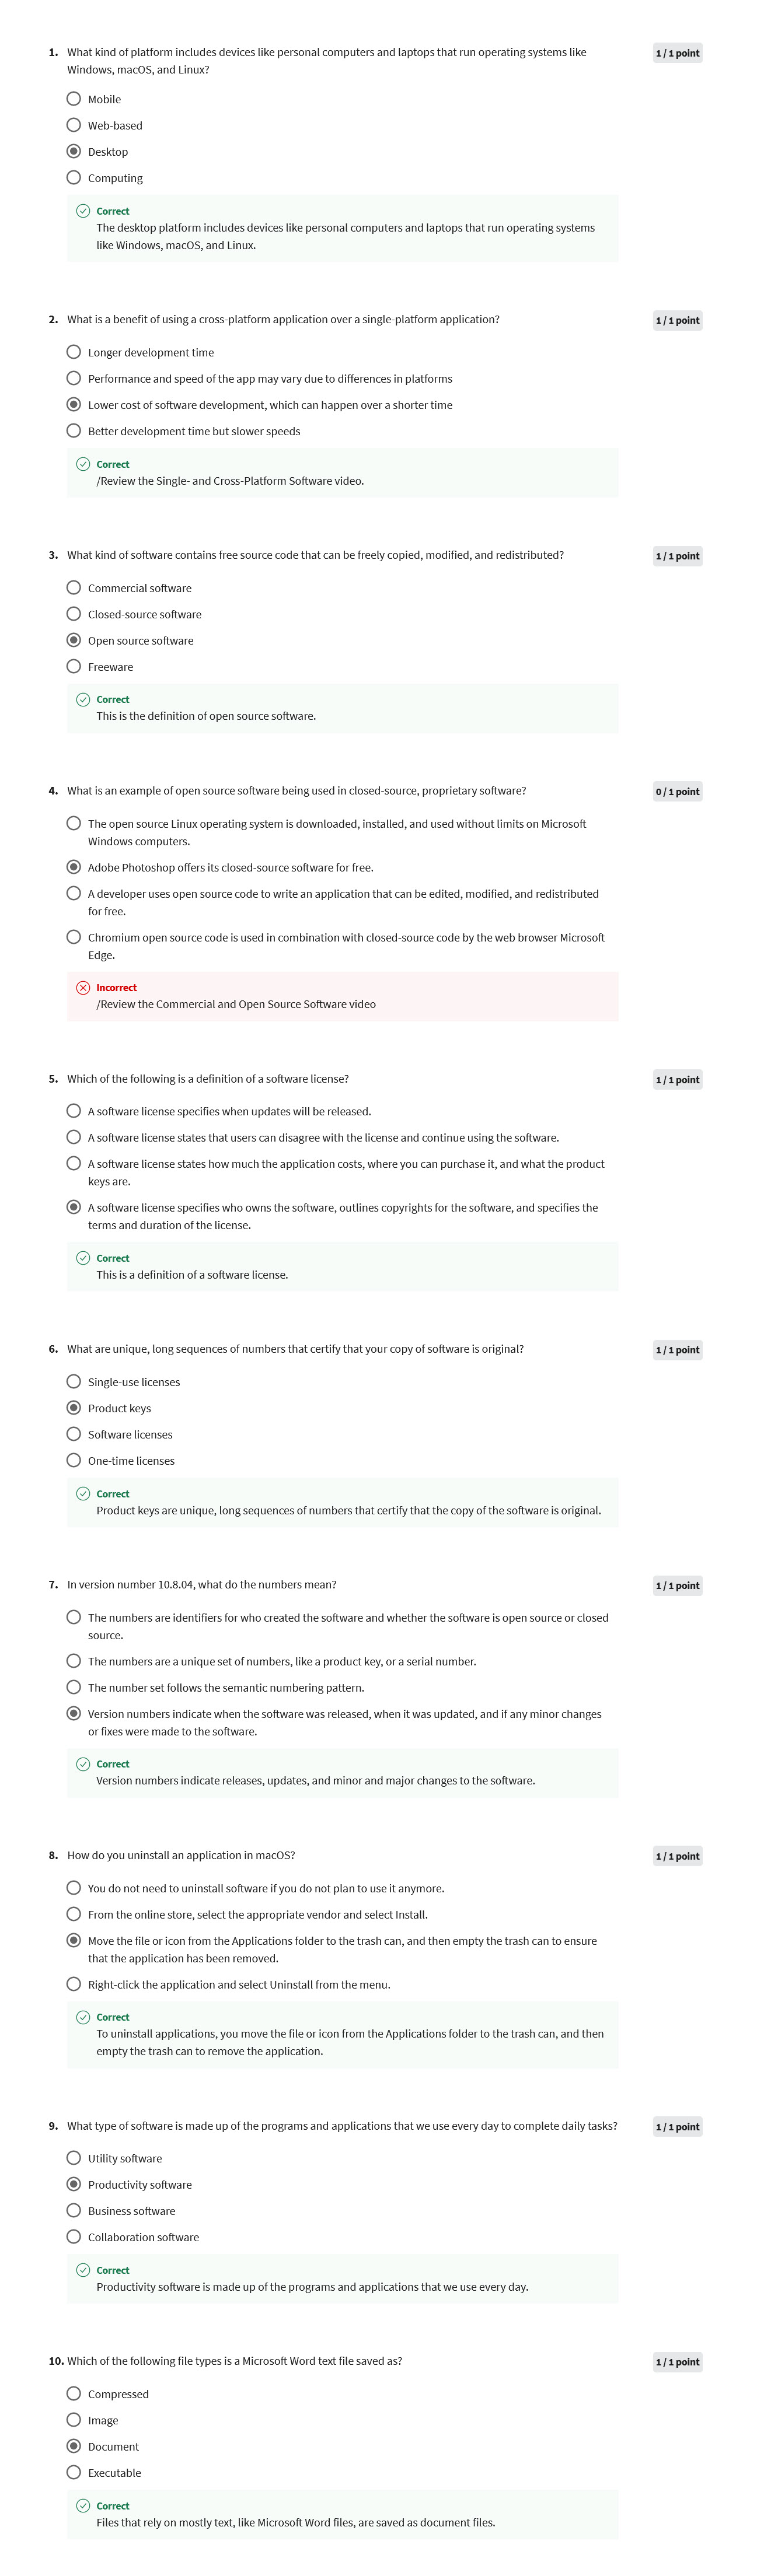 1. What kind of platform includes devices like personal computers and laptops that run operating systems like
Windows, macOS, and Linux?
1 / 1 point
Mobile
Web-based
Desktop
Computing
Correct
The desktop platform includes devices like personal computers and laptops that run operating systems
like Windows, macOS, and Linux.
2. What is a benefit of using a cross-platform application over a single-platform application?
1 / 1 point
Longer development time
Performance and speed of the app may vary due to differences in platforms
Lower cost of software development, which can happen over a shorter time
Better development time but slower speeds
Correct
/Review the Single- and Cross-Platform Software video.
3. What kind of software contains free source code that can be freely copied, modified, and redistributed?
1 / 1 point
Commercial software
Closed-source software
Open source software
Freeware
Correct
This is the definition of open source software.
4. What is an example of open source software being used in closed-source, proprietary software?
0 / 1 point
The open source Linux operating system is downloaded, installed, and used without limits on Microsoft
Windows computers.
Adobe Photoshop offers its closed-source software for free.
A developer uses open source code to write an application that can be edited, modified, and redistributed
for free.
Chromium open source code is used in combination with closed-source code by the web browser Microsoft
Edge.
Incorrect
/Review the Commercial and Open Source Software video
5. Which of the following is a definition of a software license?
1 / 1 point
A software license specifies when updates will be released.
A software license states that users can disagree with the license and continue using the software.
A software license states how much the application costs, where you can purchase it, and what the product
keys are.
A software license specifies who owns the software, outlines copyrights for the software, and specifies the
terms and duration of the license.
Correct
This is a definition of a software license.
6. What are unique, long sequences of numbers that certify that your copy of software is original?
1 / 1 point
Single-use licenses
Product keys
Software licenses
One-time licenses
Correct
Product keys are unique, long sequences of numbers that certify that the copy of the software is original.
7. In version number 10.8.04, what do the numbers mean?
1 / 1 point
The numbers are identifiers for who created the software and whether the software is open source or closed
source.
The numbers are a unique set of numbers, like a product key, or a serial number.
The number set follows the semantic numbering pattern.
Version numbers indicate when the software was released, when it was updated, and if any minor changes
or fixes were made to the software.
Correct
Version numbers indicate releases, updates, and minor and major changes to the software.
8. How do you uninstall an application in macOS?
1 / 1 point
You do not need to uninstall software if you do not plan to use it anymore.
From the online store, select the appropriate vendor and select Install.
Move the file or icon from the Applications folder to the trash can, and then empty the trash can to ensure
that the application has been removed.
Right-click the application and select Uninstall from the menu.
Correct
To uninstall applications, you move the file or icon from the Applications folder to the trash can, and then
empty the trash can to remove the application.
9. What type of software is made up of the programs and applications that we use every day to complete daily tasks?
1 / 1 point
Utility software
Productivity software
Business software
Collaboration software
Correct
Productivity software is made up of the programs and applications that we use every day.
10. Which of the following file types is a Microsoft Word text file saved as?
1 / 1 point
Compressed
Image
Document
Executable
Correct
Files that rely on mostly text, like Microsoft Word files, are saved as document files.